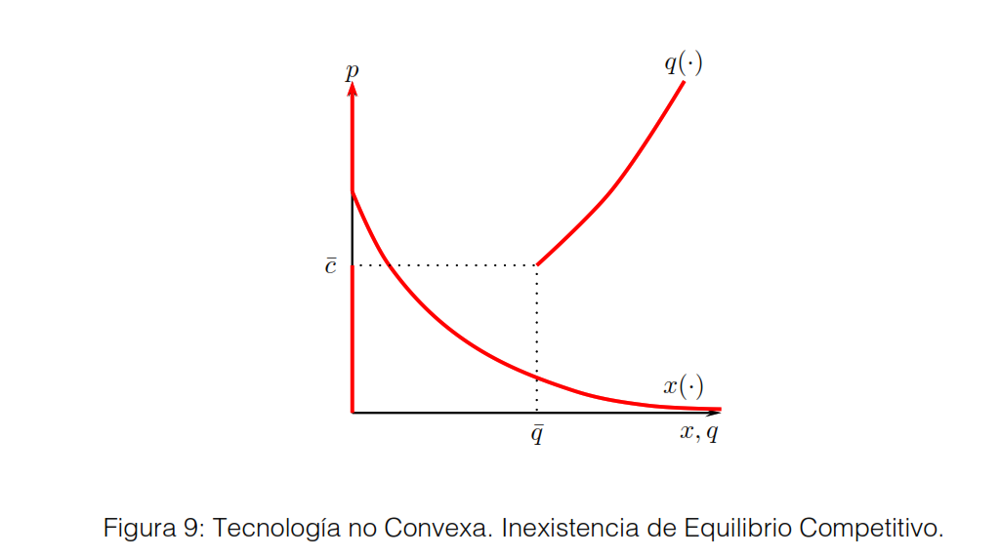 q(·)
p
c̄
x(·)
q̄
x, q
Figura 9: Tecnología no Convexa. Inexistencia de Equilibrio Competitivo.